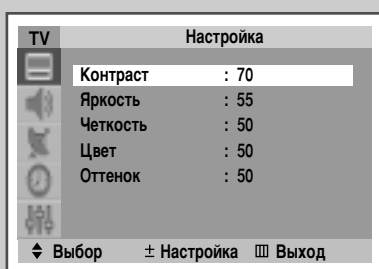 TV Настройка
Контраст : 70
Яркость : 55
Четкость : 50
Цвет : 50
Оттенок : 50
Выбор ± Настройка Выход